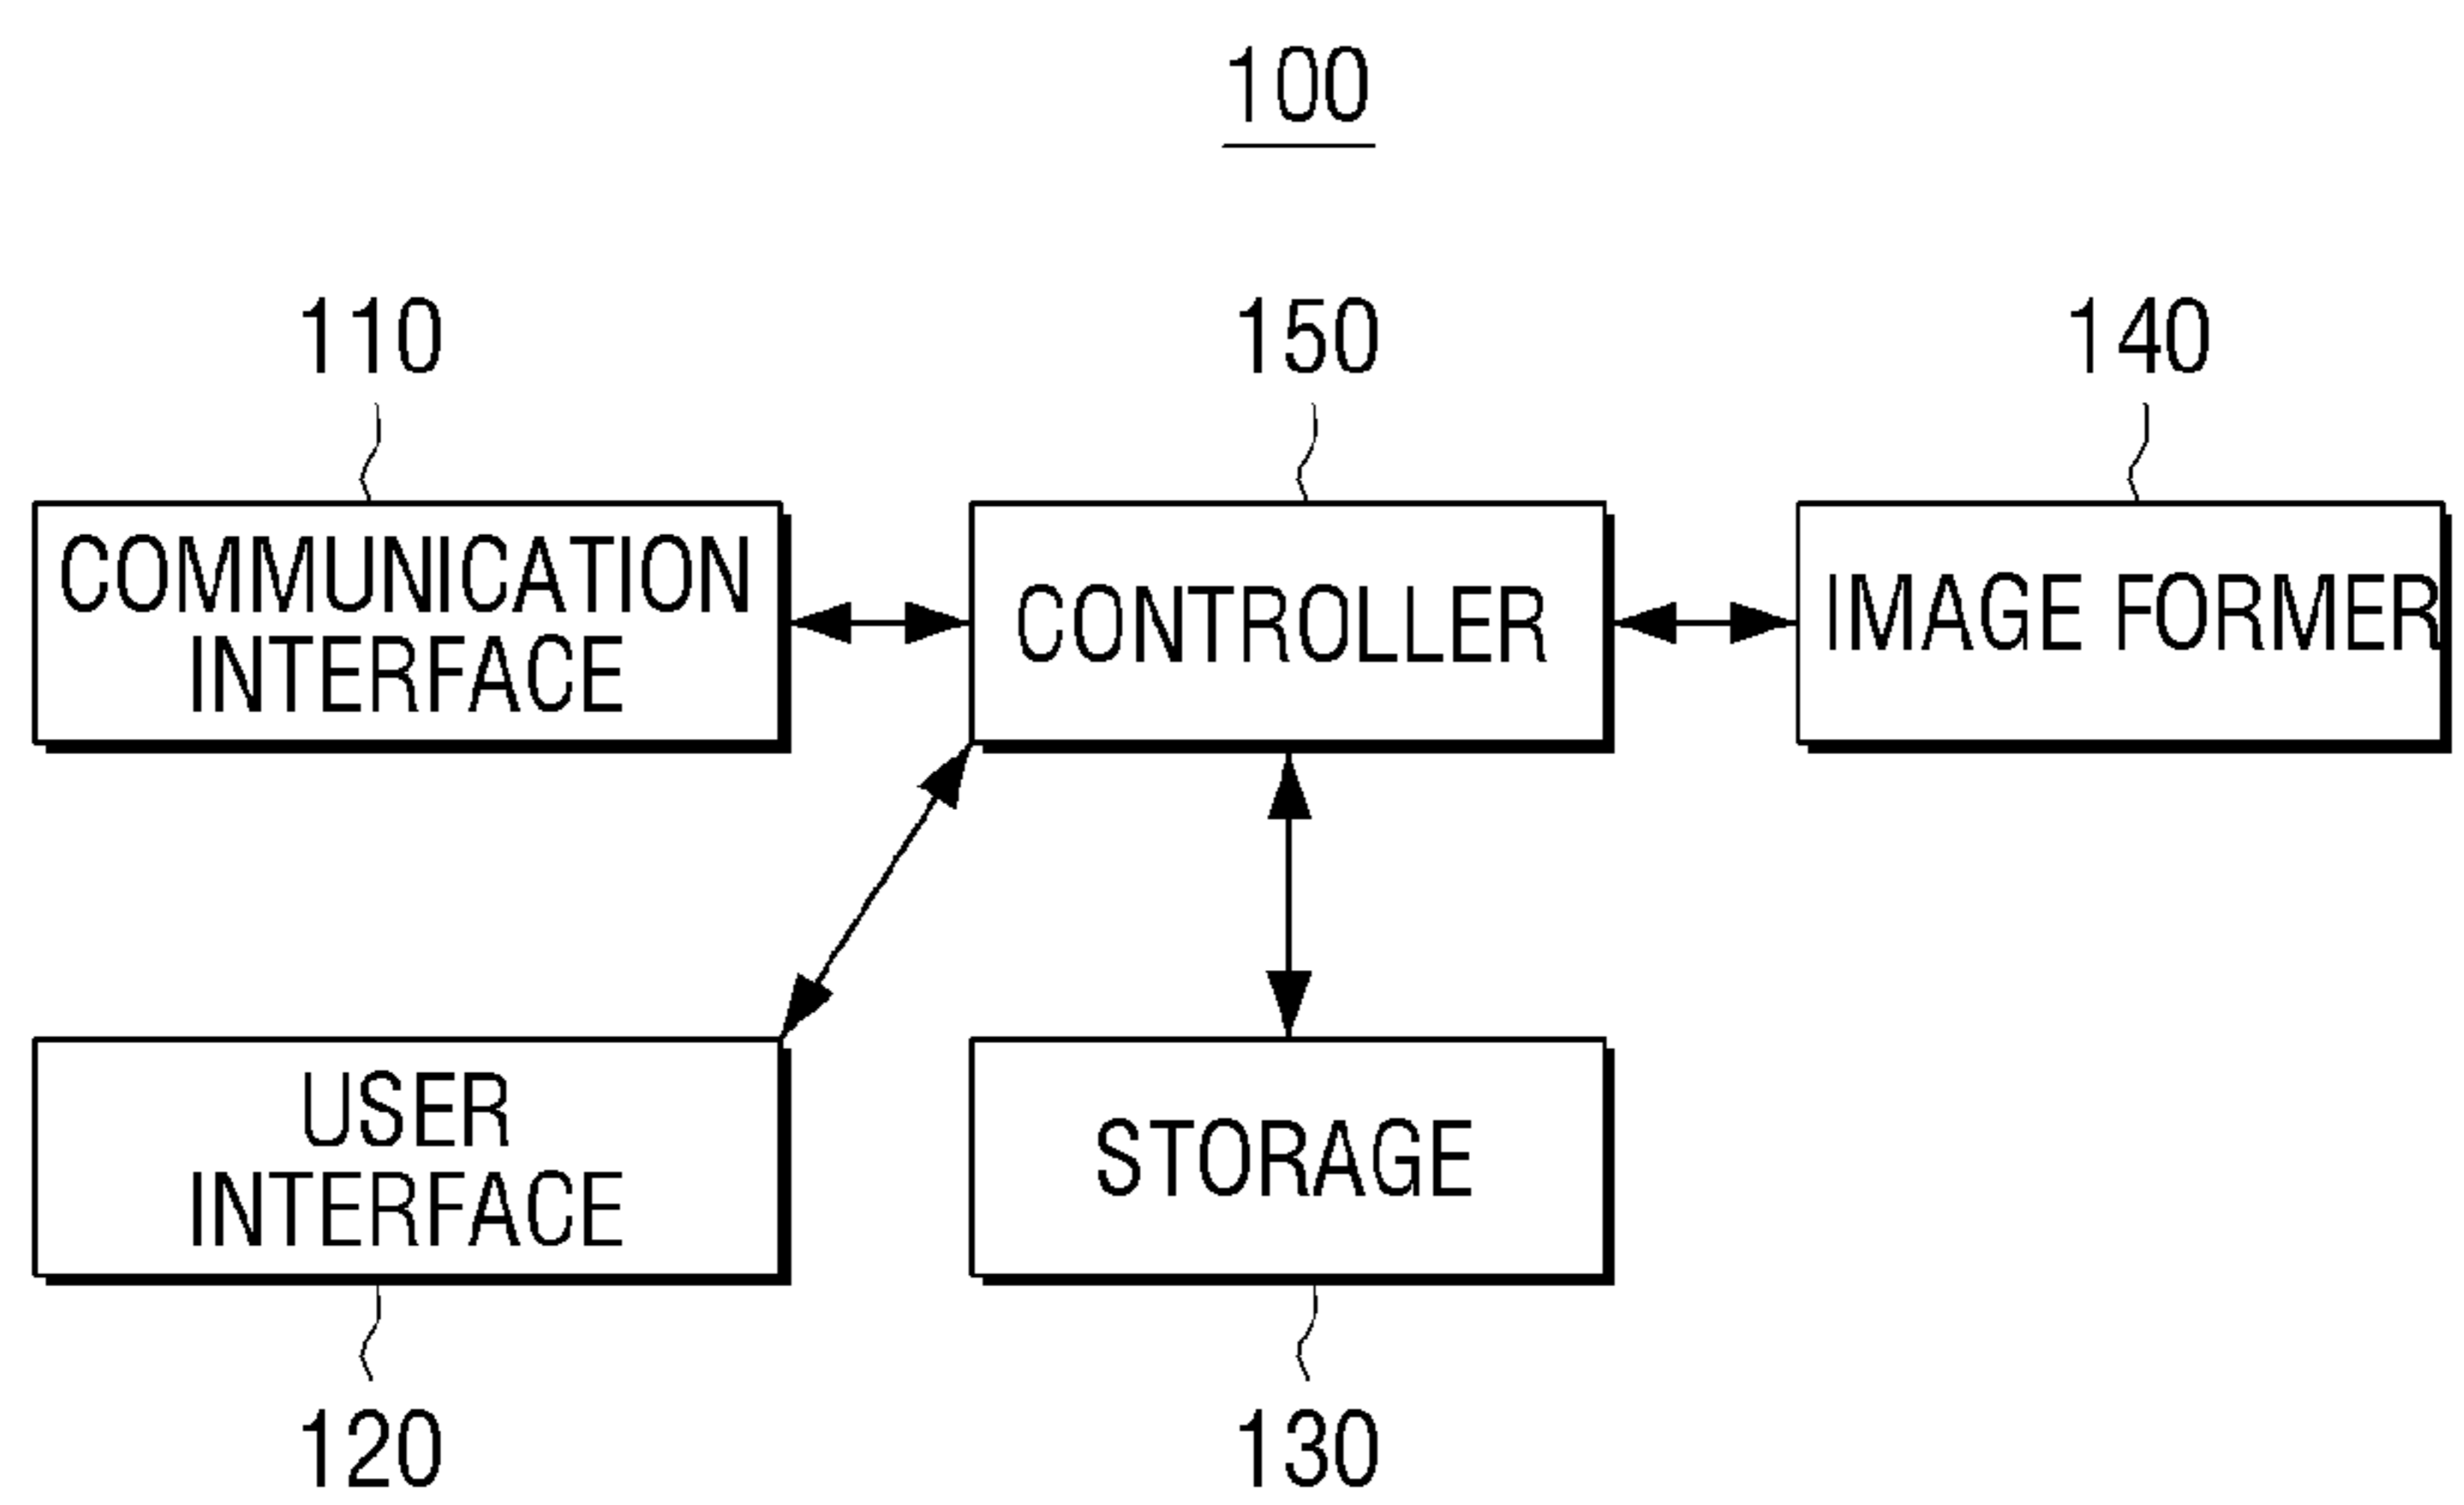 100
110
150
140
COMMUNICATION
INTERFACE
CONTROLLER
IMAGE FORMER
USER
INTERFACE
STORAGE
120
130